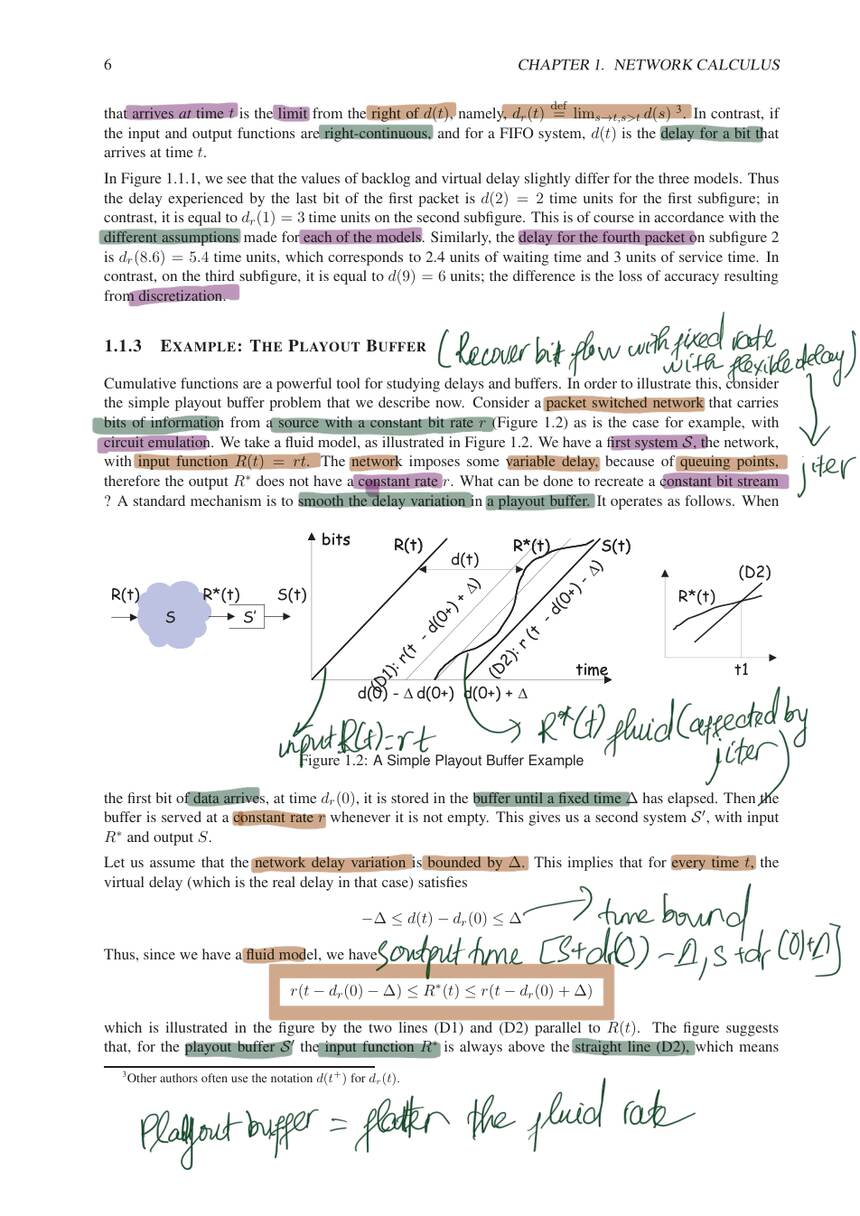 6
CHAPTER 1. NETWORK CALCULUS
that arrives at time t is the limit from the right of d(t), namely, d_r(t) def= lim_{s→t,s>t} d(s) ³. In contrast, if
the input and output functions are right-continuous, and for a FIFO system, d(t) is the delay for a bit that
arrives at time t.
In Figure 1.1.1, we see that the values of backlog and virtual delay slightly differ for the three models. Thus
the delay experienced by the last bit of the first packet is d(2) = 2 time units for the first subfigure; in
contrast, it is equal to d_r(1) = 3 time units on the second subfigure. This is of course in accordance with the
different assumptions made for each of the models. Similarly, the delay for the fourth packet on subfigure 2
is d_r(8.6) = 5.4 time units, which corresponds to 2.4 units of waiting time and 3 units of service time. In
contrast, on the third subfigure, it is equal to d(9) = 6 units; the difference is the loss of accuracy resulting
from discretization.
1.1.3 EXAMPLE: THE PLAYOUT BUFFER
(Recover bit flow with fixed rate
with flexible delay)
jiter
Cumulative functions are a powerful tool for studying delays and buffers. In order to illustrate this, consider
the simple playout buffer problem that we describe now. Consider a packet switched network that carries
bits of information from a source with a constant bit rate r (Figure 1.2) as is the case for example, with
circuit emulation. We take a fluid model, as illustrated in Figure 1.2. We have a first system S, the network,
with input function R(t) = rt. The network imposes some variable delay, because of queuing points,
therefore the output R* does not have a constant rate r. What can be done to recreate a constant bit stream
? A standard mechanism is to smooth the delay variation in a playout buffer. It operates as follows. When
R(t)
S
R*(t)
S'
S(t)
bits
R(t)
d(t)
R*(t)
S(t)
(D1): r(t - d(0+) + Δ)
(D2): r (t - d(0+) - Δ)
time
d(0) - Δ d(0+) d(0+) + Δ
(D2)
R*(t)
t1
input R(t)=rt
R*(t) fluid (affected by
jiter)
Figure 1.2: A Simple Playout Buffer Example
the first bit of data arrives, at time d_r(0), it is stored in the buffer until a fixed time Δ has elapsed. Then the
buffer is served at a constant rate r whenever it is not empty. This gives us a second system S′, with input
R* and output S.
Let us assume that the network delay variation is bounded by Δ. This implies that for every time t, the
virtual delay (which is the real delay in that case) satisfies
−Δ ≤ d(t) − d_r(0) ≤ Δ
time bound
Thus, since we have a fluid model, we have
output time [S+dr(0) -Δ, S+dr(0)+Δ]
r(t − d_r(0) − Δ) ≤ R*(t) ≤ r(t − d_r(0) + Δ)
which is illustrated in the figure by the two lines (D1) and (D2) parallel to R(t). The figure suggests
that, for the playout buffer S′ the input function R* is always above the straight line (D2), which means
³Other authors often use the notation d(t⁺) for d_r(t).
Playout buffer = flatten the fluid rate